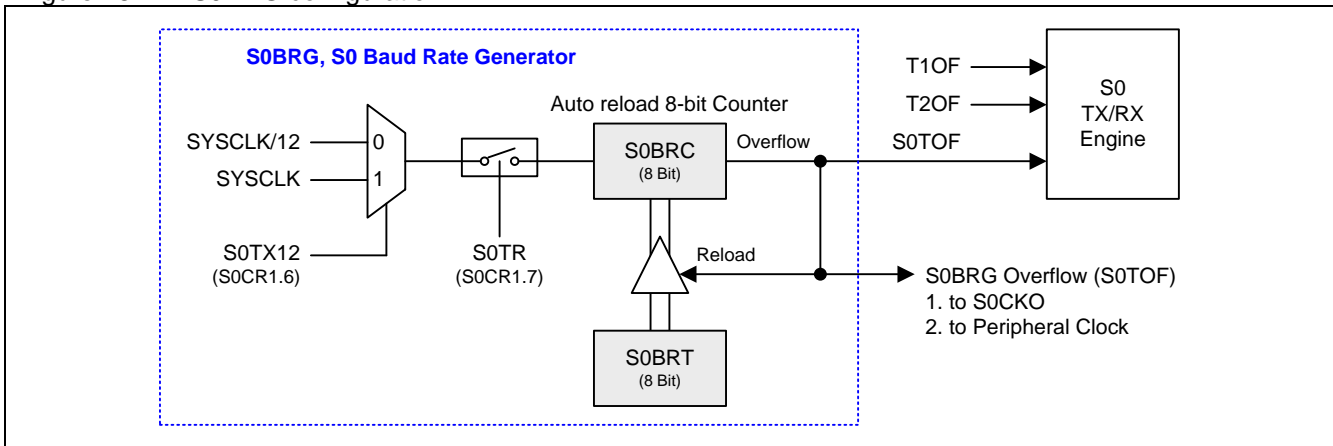 S0BRG, S0 Baud Rate Generator
Auto reload 8-bit Counter
SYSCLK/12
SYSCLK
0
1
S0TX12
(S0CR1.6)
S0TR
(S0CR1.7)
S0BRC
(8 Bit)
Overflow
Reload
S0BRT
(8 Bit)
T1OF
T2OF
S0TOF
S0
TX/RX
Engine
S0BRG Overflow (S0TOF)
1. to S0CKO
2. to Peripheral Clock